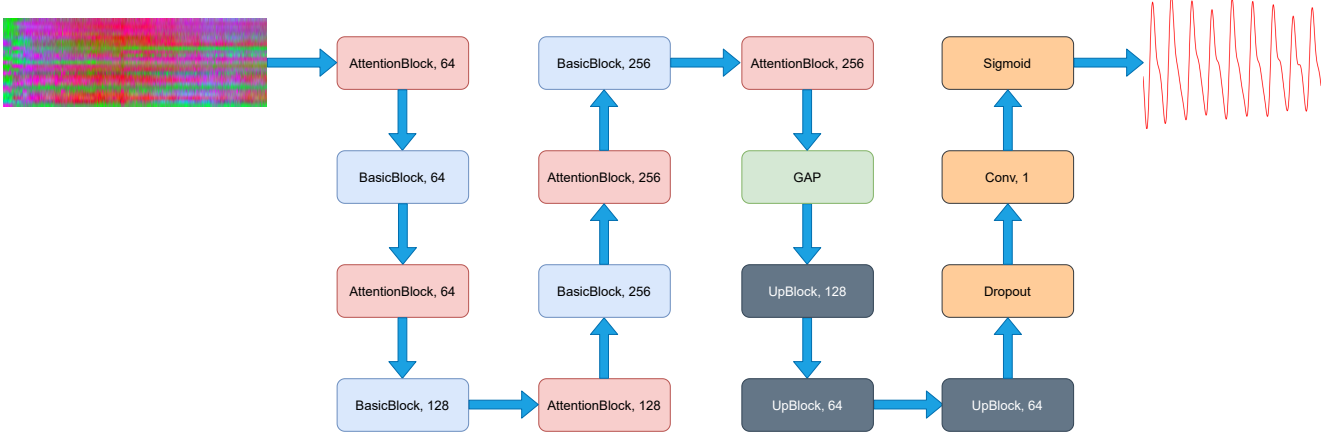 AttentionBlock, 64
BasicBlock, 64
AttentionBlock, 64
BasicBlock, 128
AttentionBlock, 128
BasicBlock, 256
AttentionBlock, 256
BasicBlock, 256
AttentionBlock, 256
GAP
UpBlock, 128
UpBlock, 64
UpBlock, 64
Dropout
Conv, 1
Sigmoid